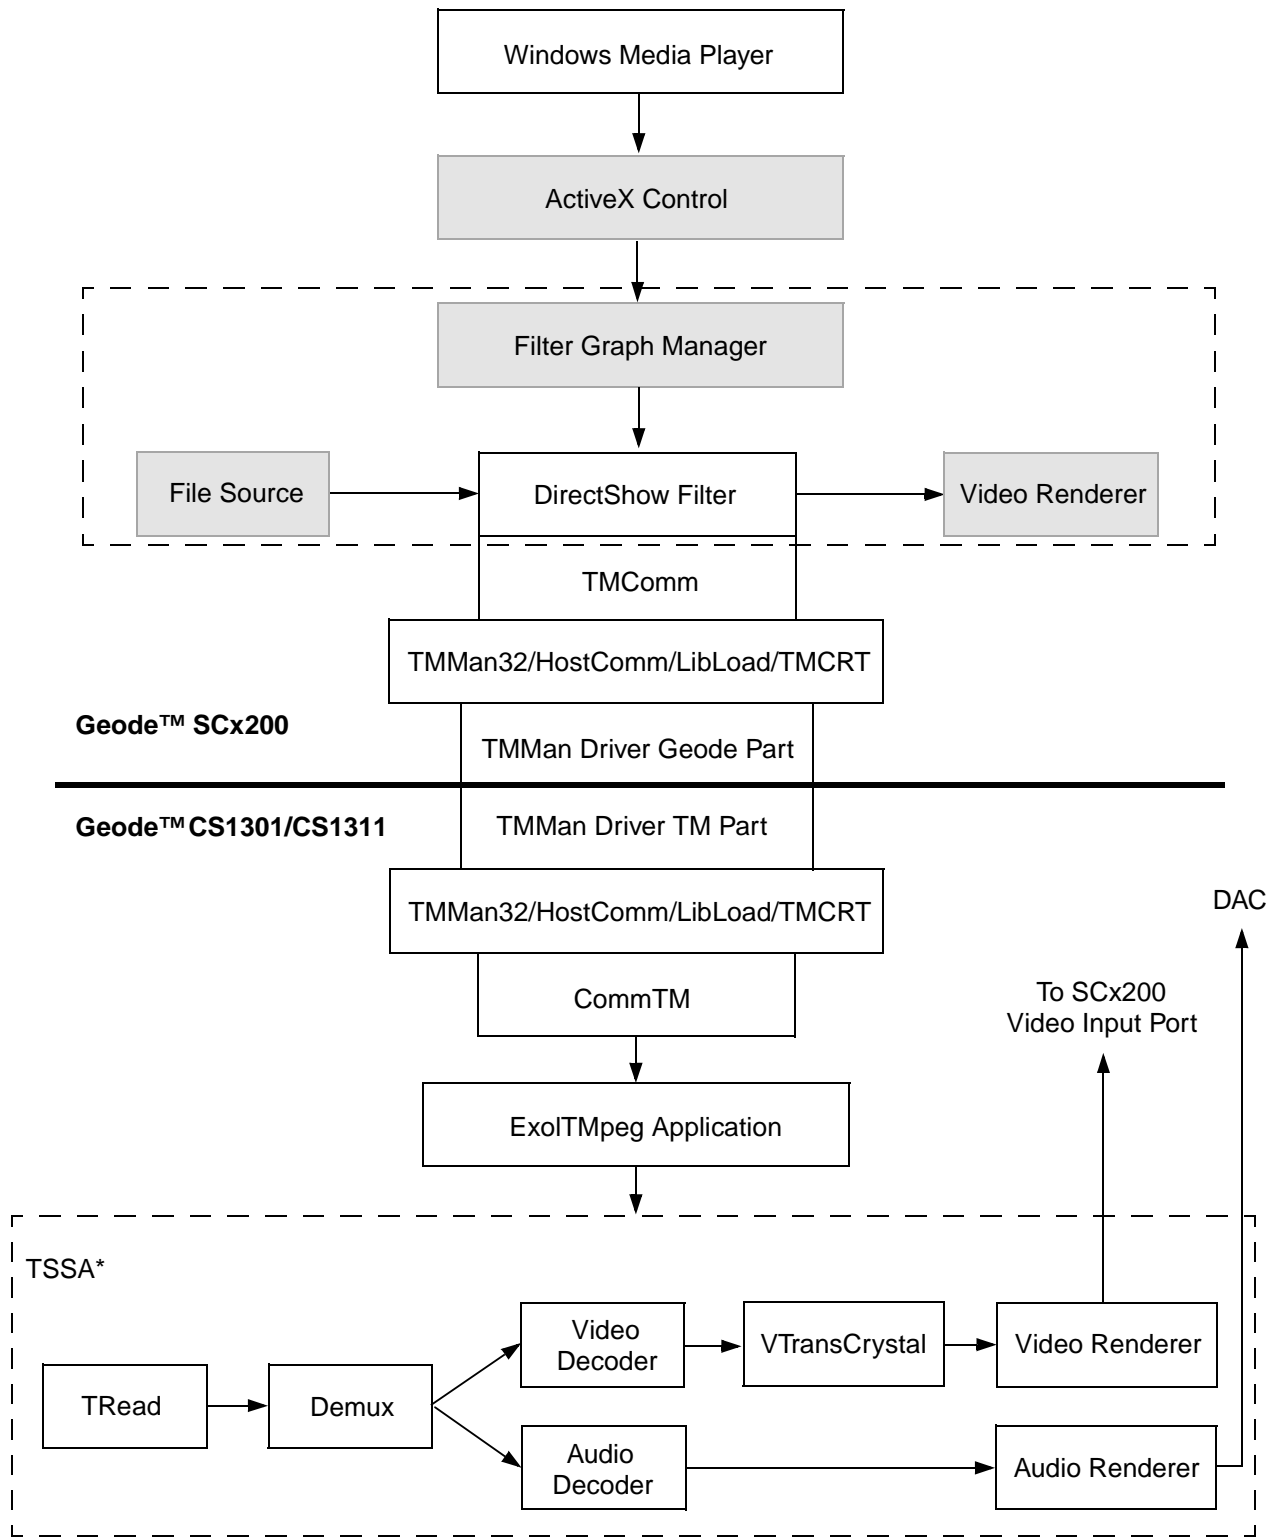 Windows Media Player
ActiveX Control
Filter Graph Manager
File Source
DirectShow Filter
Video Renderer
TMComm
TMMan32/HostComm/LibLoad/TMCRT
Geode™ SCx200
TMMan Driver Geode Part
Geode™ CS1301/CS1311
TMMan Driver TM Part
TMMan32/HostComm/LibLoad/TMCRT
DAC
CommTM
To SCx200
Video Input Port
ExolTMpeg Application
TSSA*
Video
Decoder
VTransCrystal
Video Renderer
TRead
Demux
Audio
Decoder
Audio Renderer